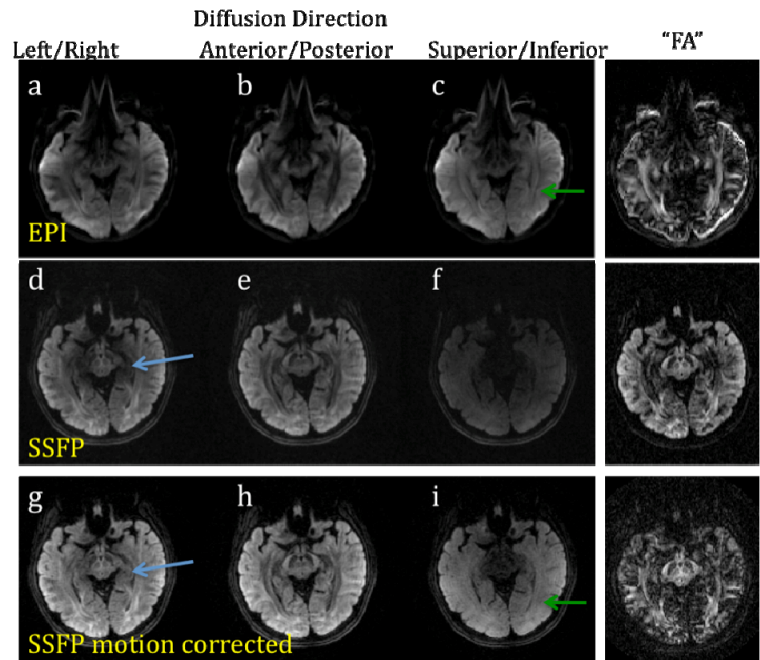 Diffusion Direction
Left/Right Anterior/Posterior Superior/Inferior "FA"
a b c
EPI
d e f
SSFP
g h i
SSFP motion corrected